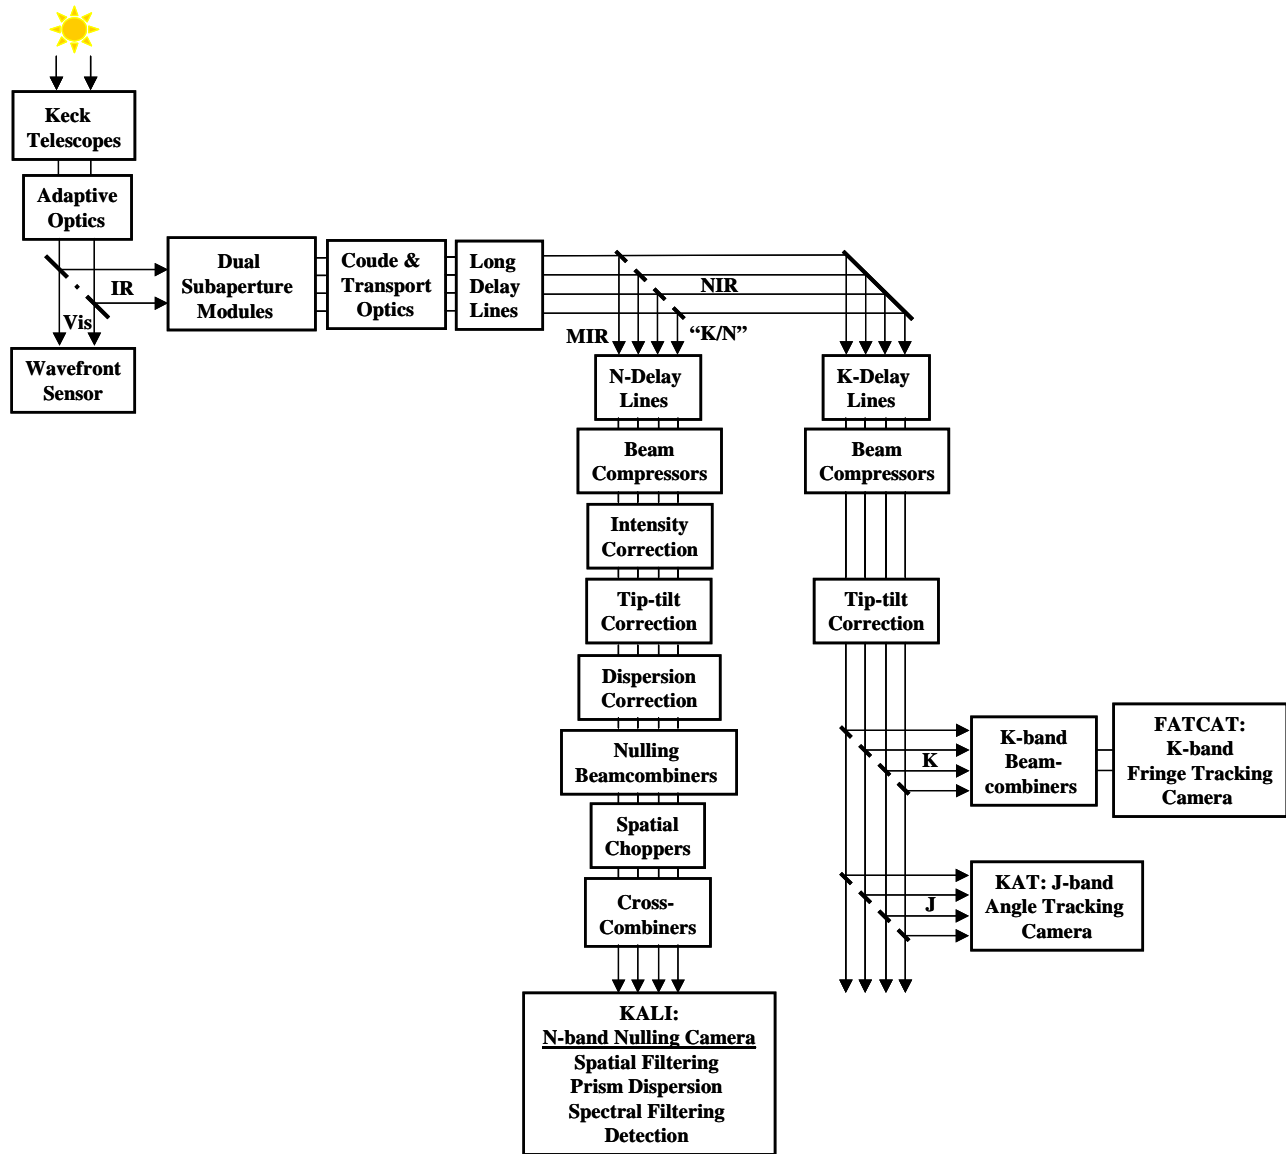 Keck
Telescopes
Adaptive
Optics
IR
Vis
Wavefront
Sensor
Dual
Subaperture
Modules
Coude &
Transport
Optics
Long
Delay
Lines
NIR
MIR
“K/N”
N-Delay
Lines
Beam
Compressors
Intensity
Correction
Tip-tilt
Correction
Dispersion
Correction
Nulling
Beamcombiners
Spatial
Choppers
Cross-
Combiners
KALI:
N-band Nulling Camera
Spatial Filtering
Prism Dispersion
Spectral Filtering
Detection
K-Delay
Lines
Beam
Compressors
Tip-tilt
Correction
K
K-band
Beam-
combiners
FATCAT:
K-band
Fringe Tracking
Camera
J
KAT: J-band
Angle Tracking
Camera